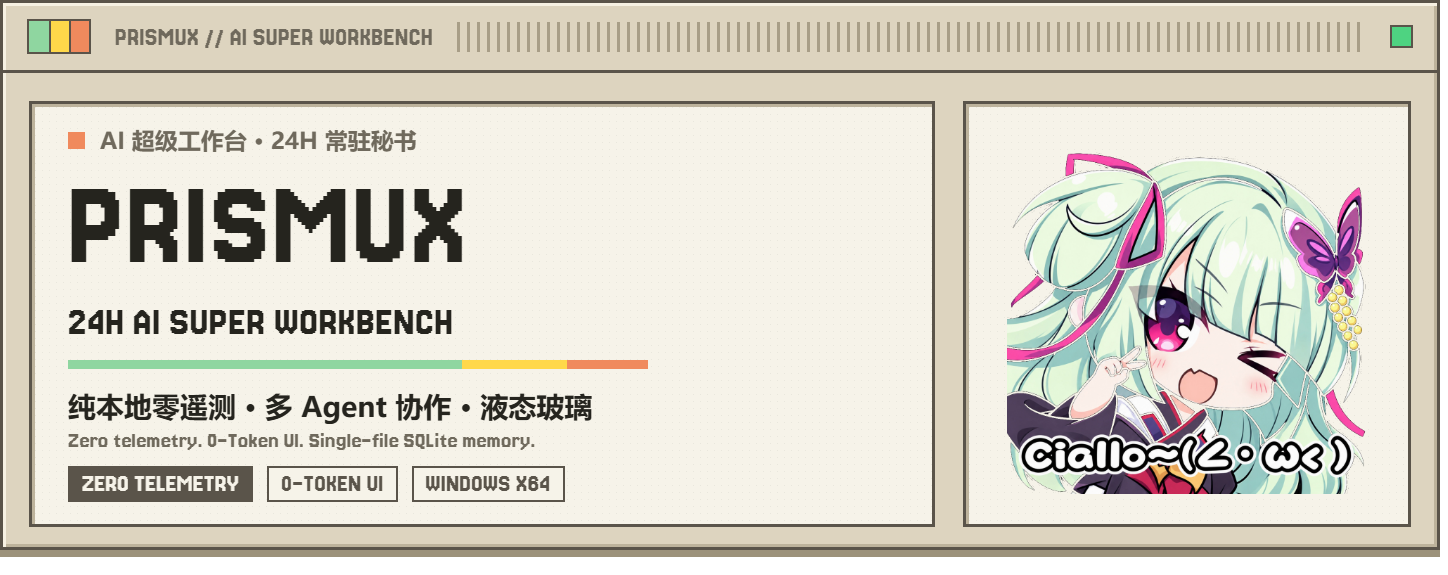 PRISMUX // AI SUPER WORKBENCH
AI 超级工作台 • 24H 常驻秘书
PRISMUX
24H AI SUPER WORKBENCH
纯本地零遥测 • 多 Agent 协作 • 液态玻璃
Zero telemetry. 0-Token UI. Single-file SQLite memory.
ZERO TELEMETRY
0-TOKEN UI
WINDOWS X64
Ciallo~(∠・ω< )